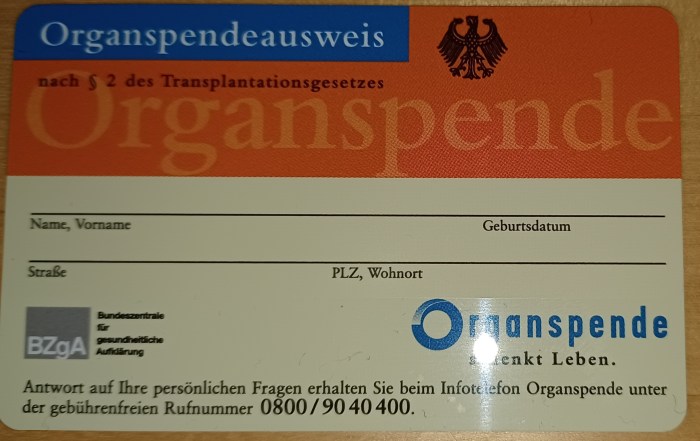 Organspendeausweis
nach § 2 des Transplantationsgesetzes
Organspende
Name, Vorname Geburtsdatum
Straße PLZ, Wohnort
BZgA
Bundeszentrale
für
gesundheitliche
Aufklärung
Organspende
schenkt Leben.
Antwort auf Ihre persönlichen Fragen erhalten Sie beim Infotelefon Organspende unter
der gebührenfreien Rufnummer 0800/90 40 400.